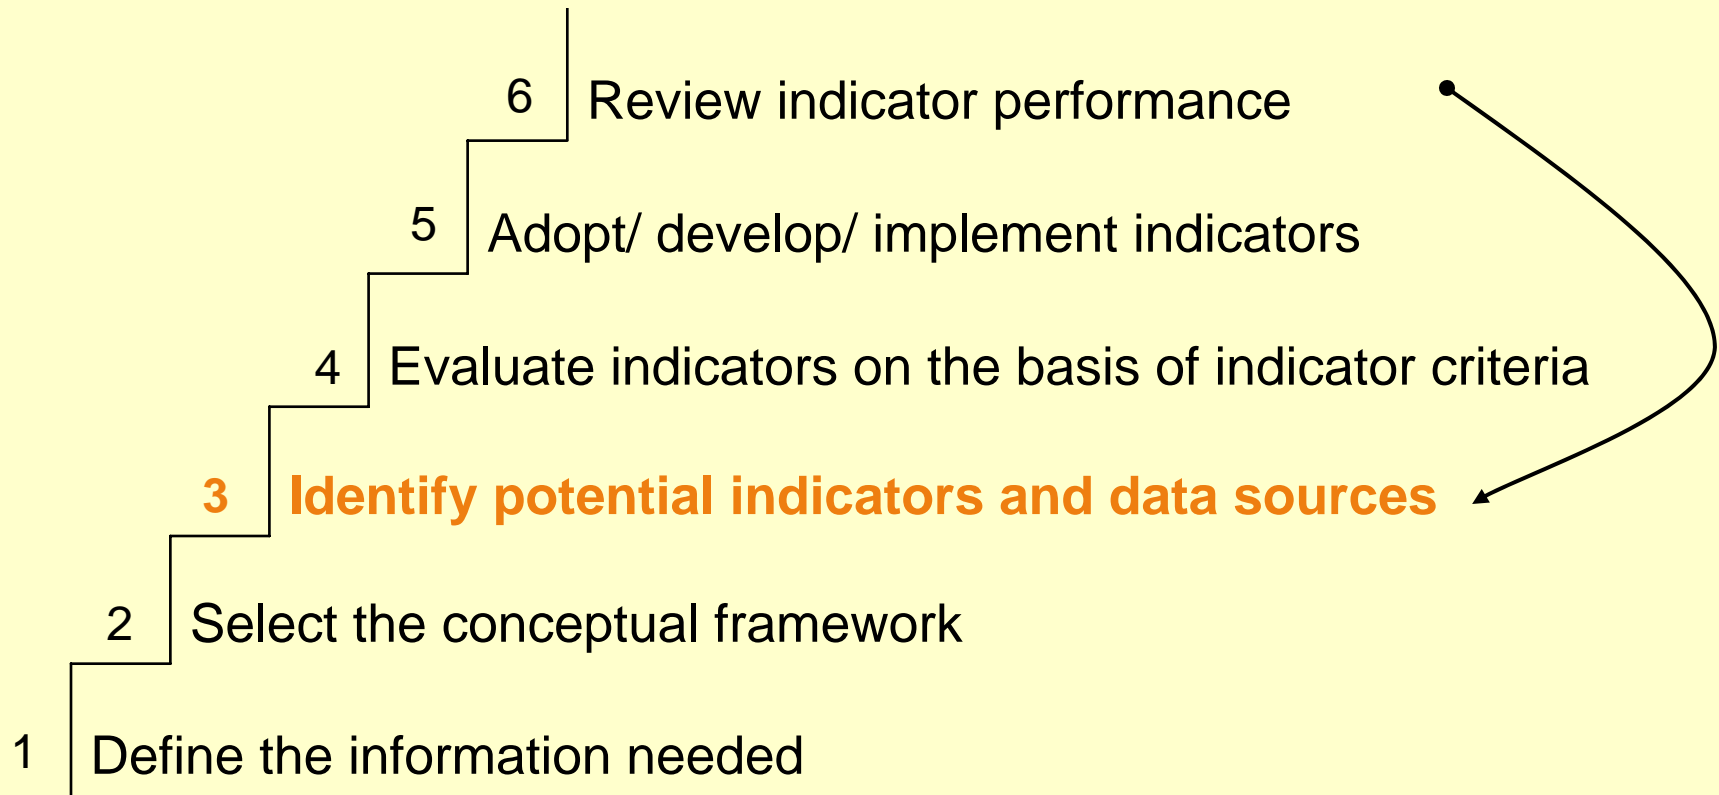 6 Review indicator performance
5 Adopt/ develop/ implement indicators
4 Evaluate indicators on the basis of indicator criteria
3 Identify potential indicators and data sources
2 Select the conceptual framework
1 Define the information needed